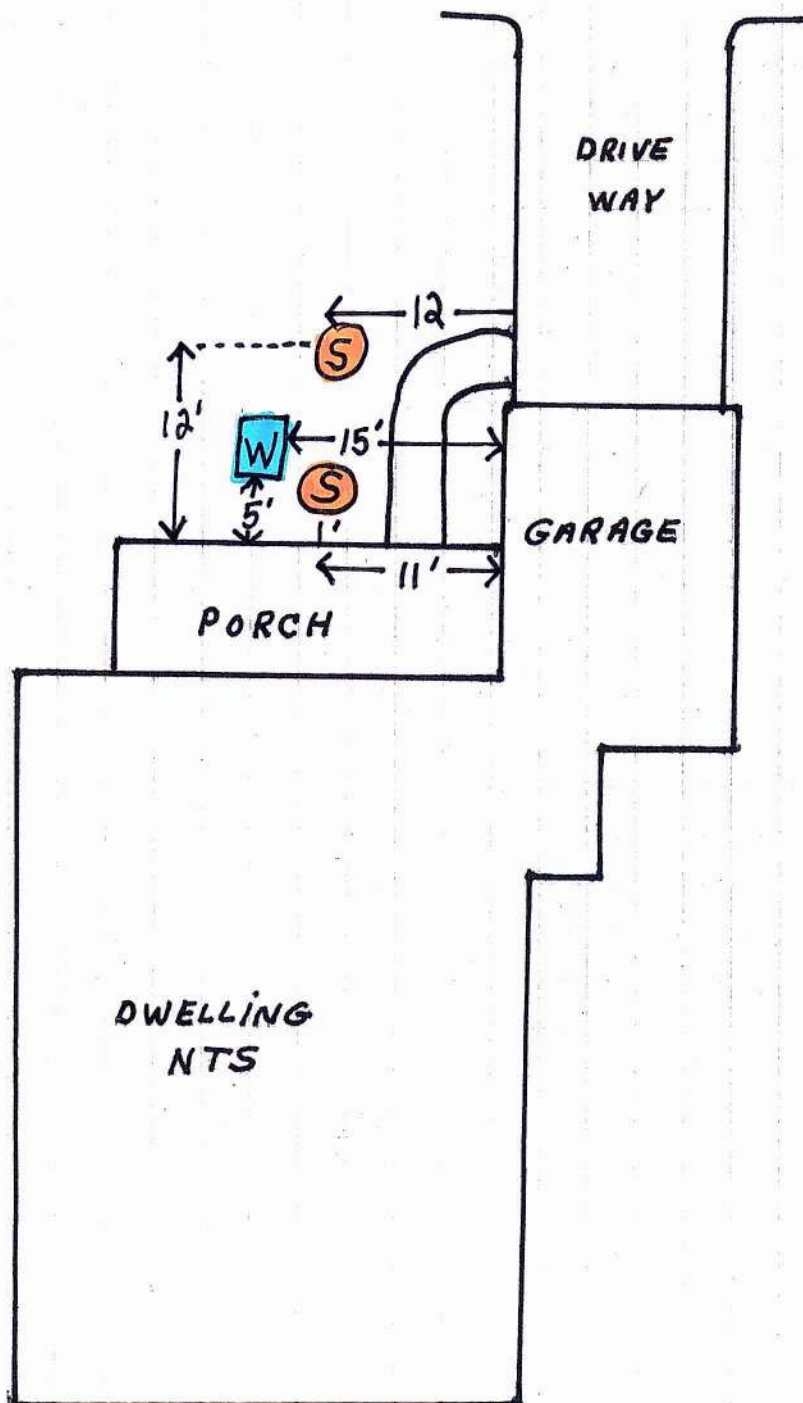 DRIVE
WAY
12
S
12'
15'
W
S
5'
1'
11'
GARAGE
PORCH
DWELLING
NTS